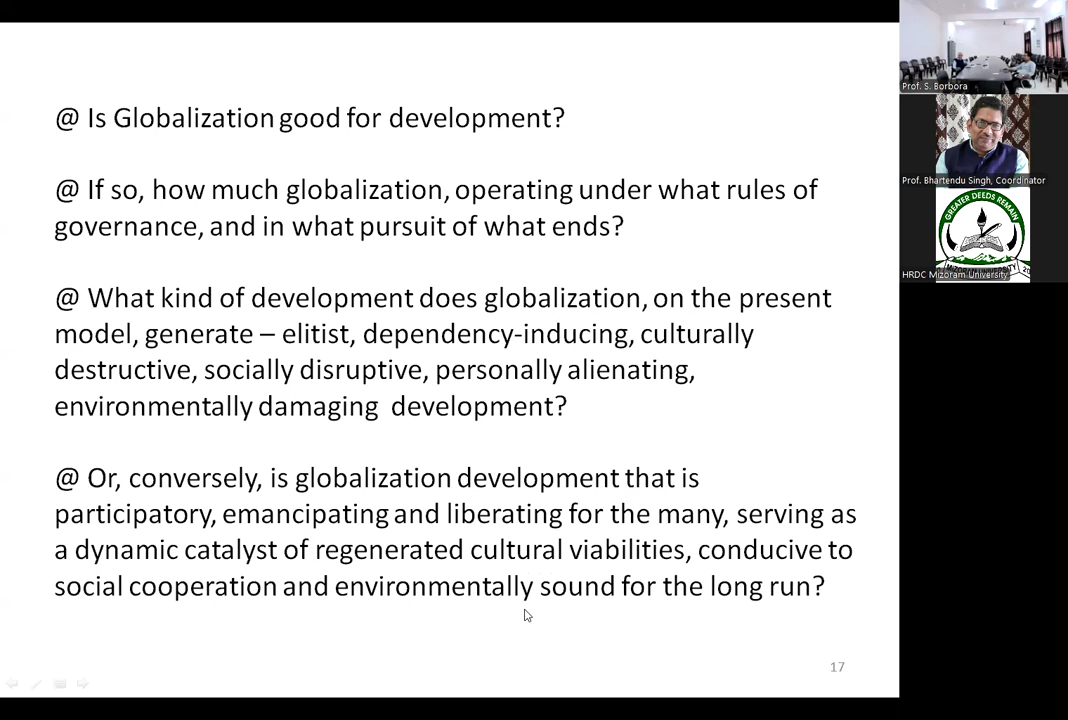 @ Is Globalization good for development?
@ If so, how much globalization, operating under what rules of
governance, and in what pursuit of what ends?
@ What kind of development does globalization, on the present
model, generate – elitist, dependency-inducing, culturally
destructive, socially disruptive, personally alienating,
environmentally damaging development?
@ Or, conversely, is globalization development that is
participatory, emancipating and liberating for the many, serving as
a dynamic catalyst of regenerated cultural viabilities, conducive to
social cooperation and environmentally sound for the long run?
17
Prof. S. Borbora
Prof. Bhartendu Singh, Coordinator
GREATER DEEDS REMAIN
HRDC Mizoram University